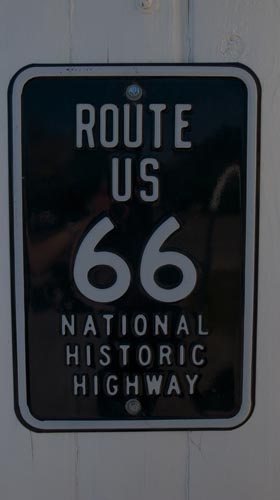 ROUTE
US
66
NATIONAL
HISTORIC
HIGHWAY